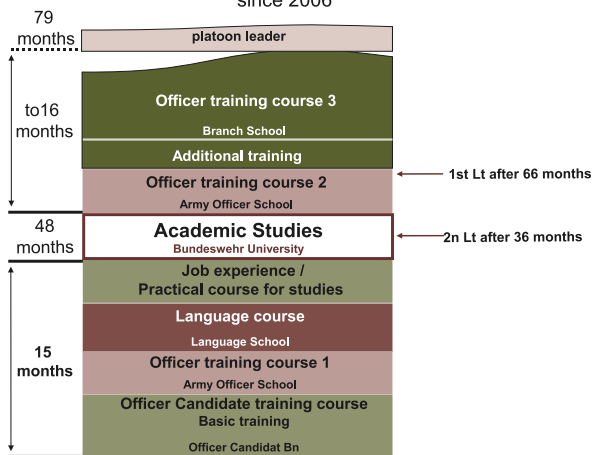 since 2006
79
months
platoon leader
to16
months
Officer training course 3
Branch School
Additional training
Officer training course 2
Army Officer School
1st Lt after 66 months
48
months
Academic Studies
Bundeswehr University
2n Lt after 36 months
Job experience /
Practical course for studies
Language course
Language School
15
months
Officer training course 1
Army Officer School
Officer Candidate training course
Basic training
Officer Candidat Bn